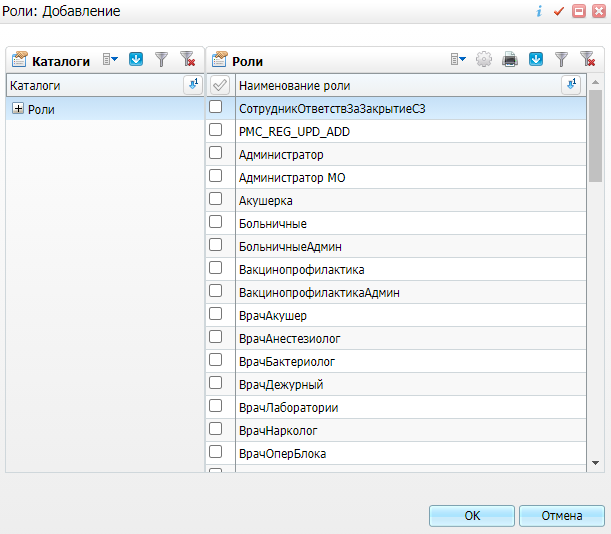 Роли: Добавление
Каталоги
Роли
Каталоги
Наименование роли
Роли
СотрудникОтветствЗаЗакрытиеСЗ
PMC_REG_UPD_ADD
Администратор
Администратор МО
Акушерка
Больничные
БольничныеАдмин
Вакцинопрофилактика
ВакцинопрофилактикаАдмин
ВрачАкушер
ВрачАнестезиолог
ВрачБактериолог
ВрачДежурный
ВрачЛаборатории
ВрачНарколог
ВрачОперБлока
OK
Отмена